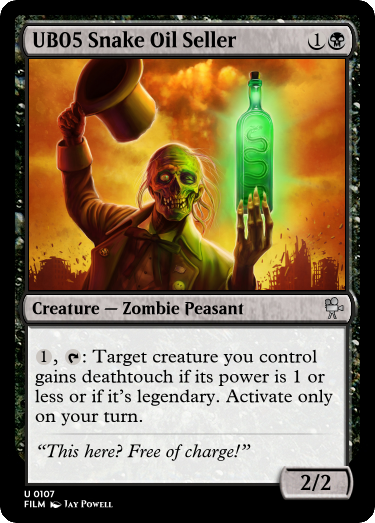 UB05 Snake Oil Seller 1
Creature — Zombie Peasant
1, : Target creature you control
gains deathtouch if its power is 1 or
less or if it's legendary. Activate only
on your turn.
“This here? Free of charge!”
2/2
U 0107
FILM Jay Powell